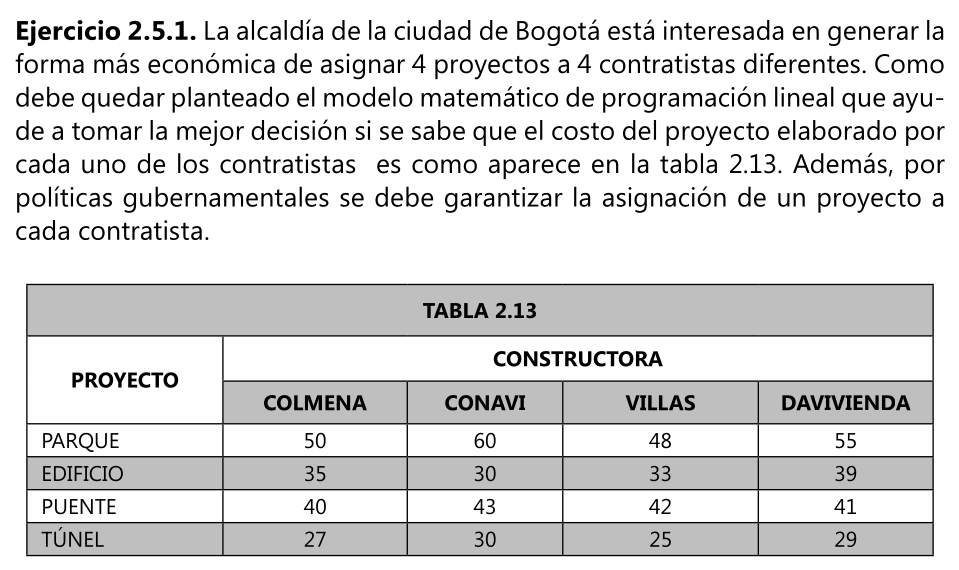 Ejercicio 2.5.1. La alcaldía de la ciudad de Bogotá está interesada en generar la
forma más económica de asignar 4 proyectos a 4 contratistas diferentes. Como
debe quedar planteado el modelo matemático de programación lineal que ayu-
de a tomar la mejor decisión si se sabe que el costo del proyecto elaborado por
cada uno de los contratistas es como aparece en la tabla 2.13. Además, por
políticas gubernamentales se debe garantizar la asignación de un proyecto a
cada contratista.
TABLA 2.13
PROYECTO
CONSTRUCTORA
COLMENA CONAVI VILLAS DAVIVIENDA
PARQUE 50 60 48 55
EDIFICIO 35 30 33 39
PUENTE 40 43 42 41
TÚNEL 27 30 25 29